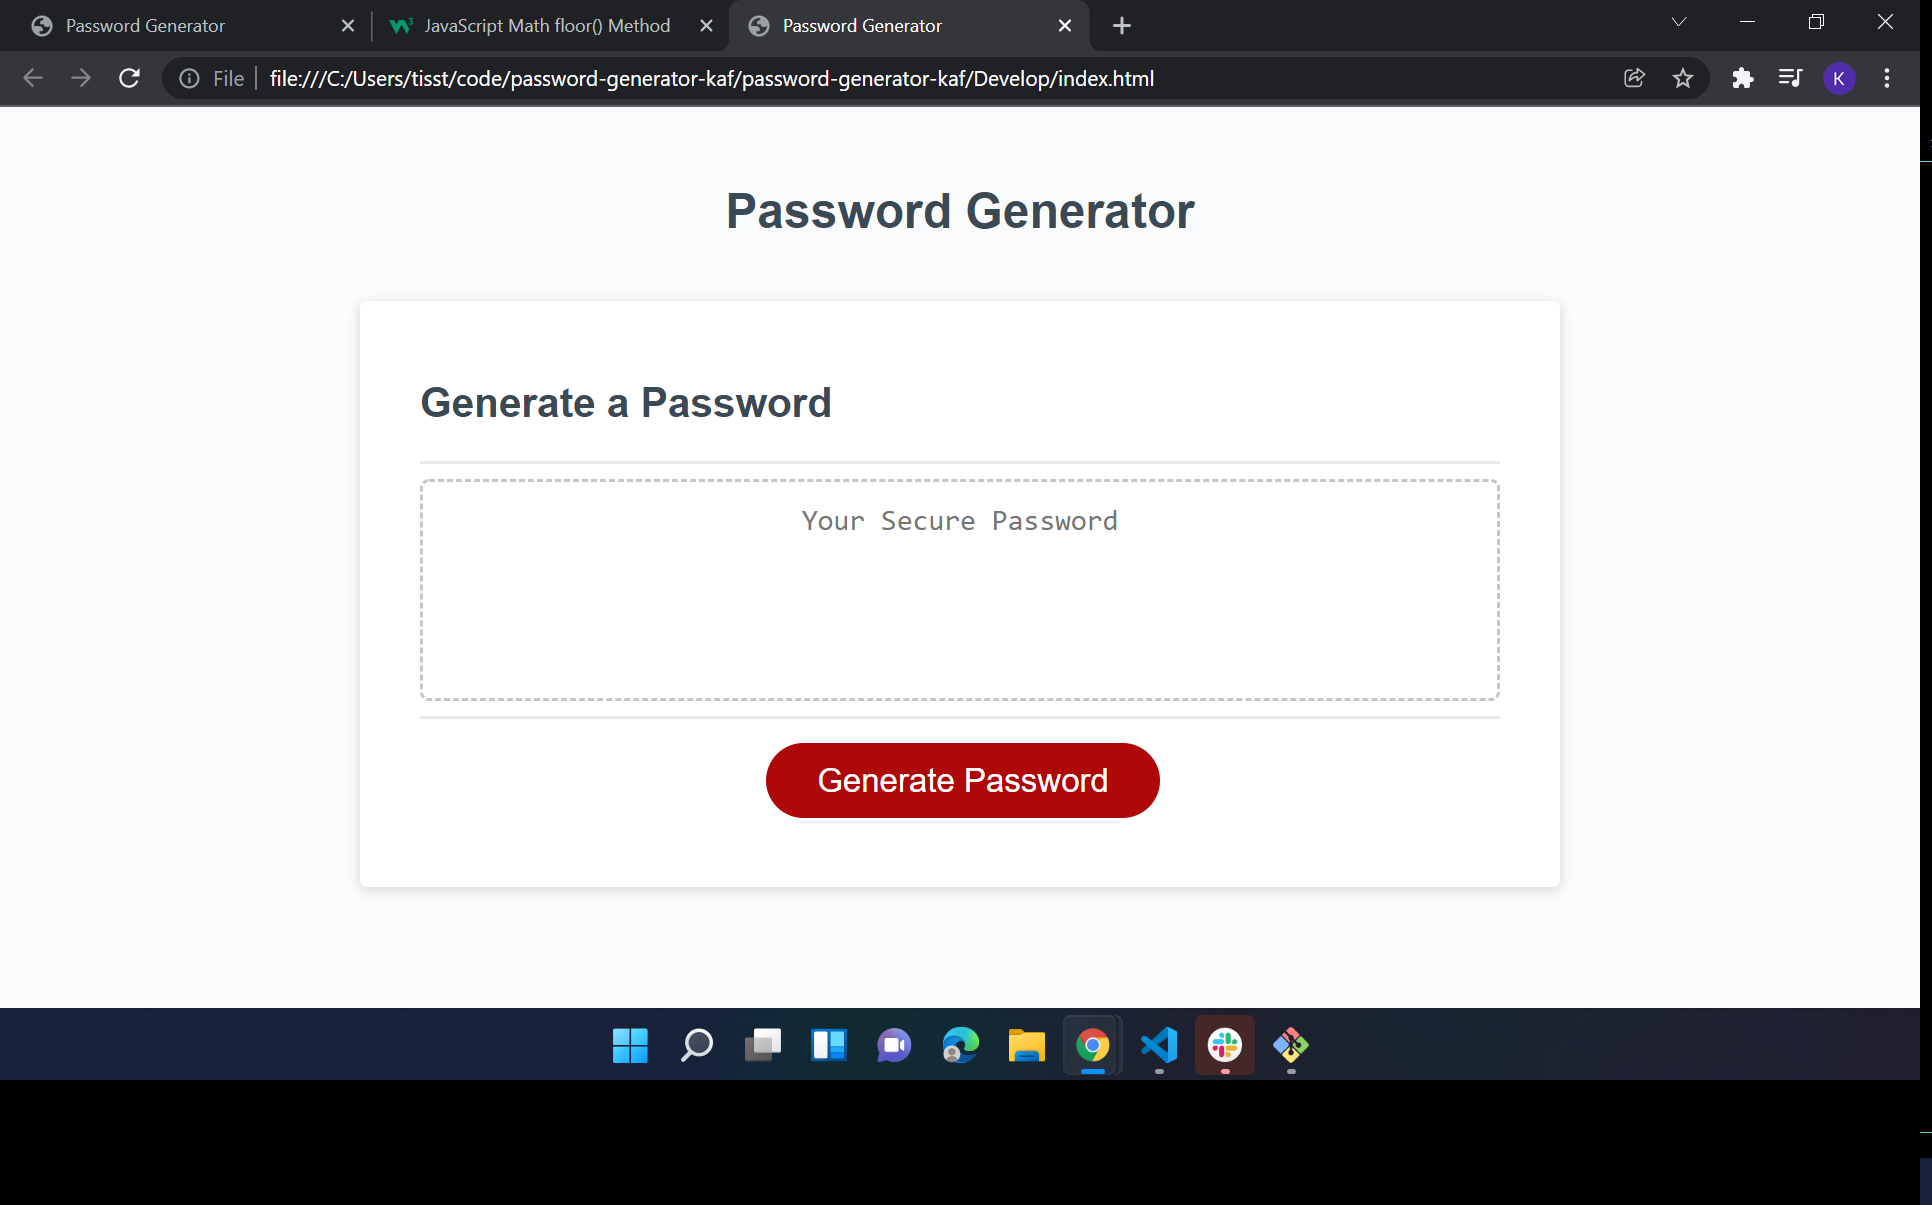 Password Generator
JavaScript Math floor() Method
Password Generator
File
file:///C:/Users/tisst/code/password-generator-kaf/password-generator-kaf/Develop/index.html
K
Password Generator
Generate a Password
Your Secure Password
Generate Password